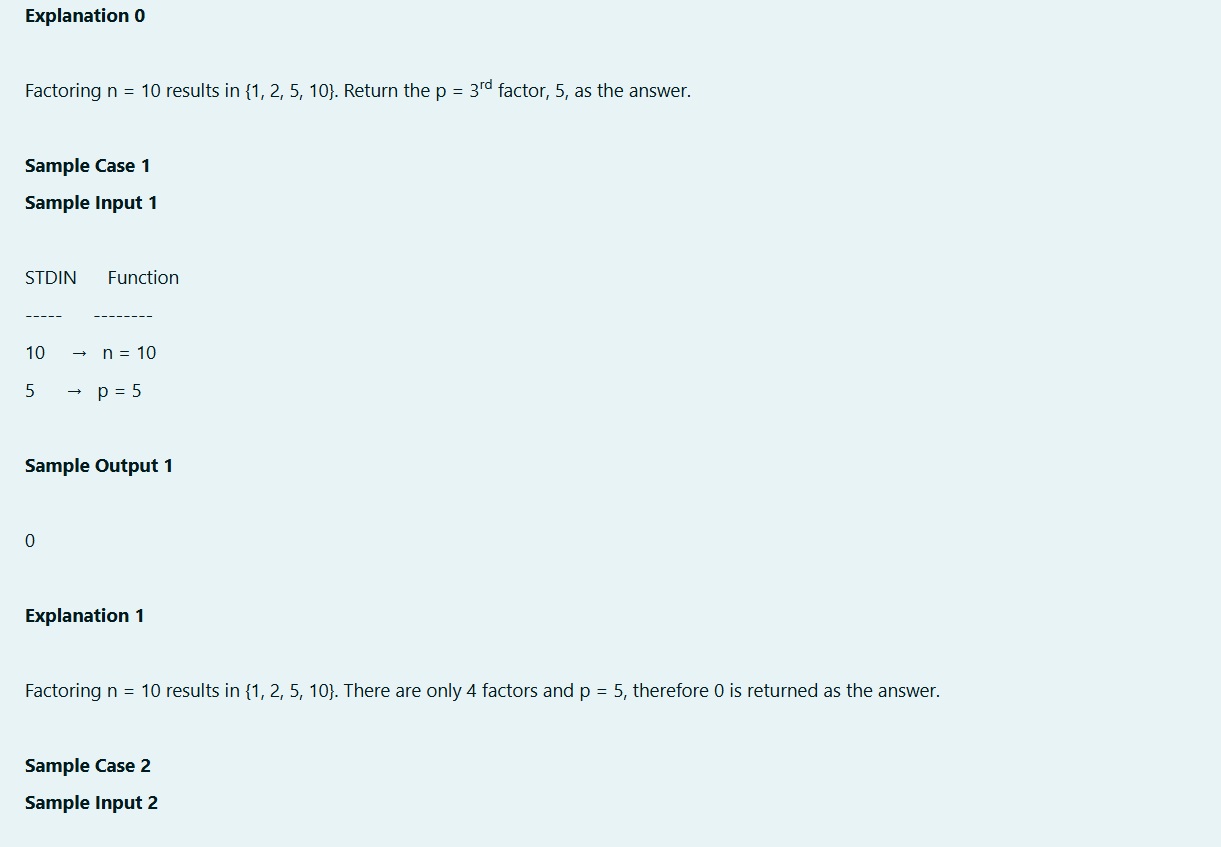 Explanation 0
Factoring n = 10 results in {1, 2, 5, 10}. Return the p = 3rd factor, 5, as the answer.
Sample Case 1
Sample Input 1
STDIN Function
----- --------
10 → n = 10
5 → p = 5
Sample Output 1
0
Explanation 1
Factoring n = 10 results in {1, 2, 5, 10}. There are only 4 factors and p = 5, therefore 0 is returned as the answer.
Sample Case 2
Sample Input 2